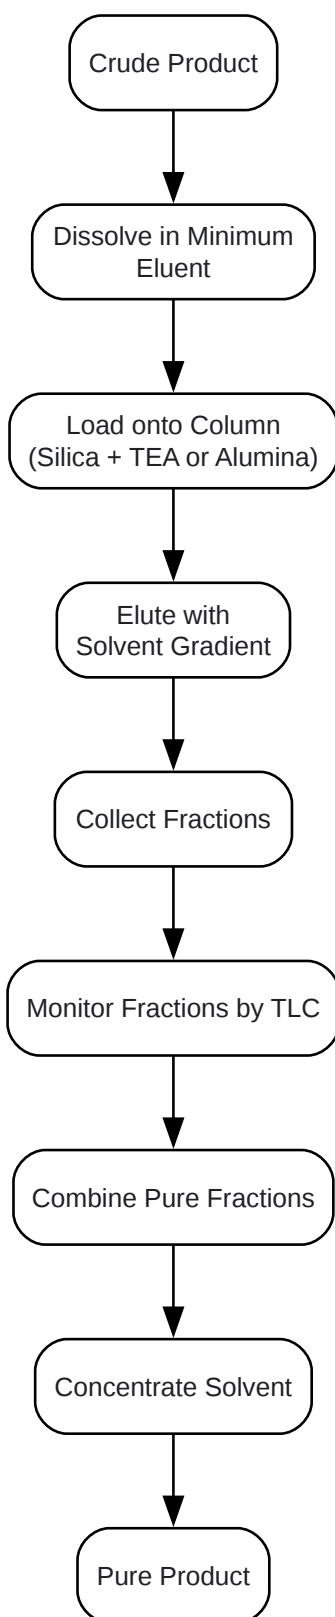 Crude Product
Dissolve in Minimum
Eluent
Load onto Column
(Silica + TEA or Alumina)
Elute with
Solvent Gradient
Collect Fractions
Monitor Fractions by TLC
Combine Pure Fractions
Concentrate Solvent
Pure Product